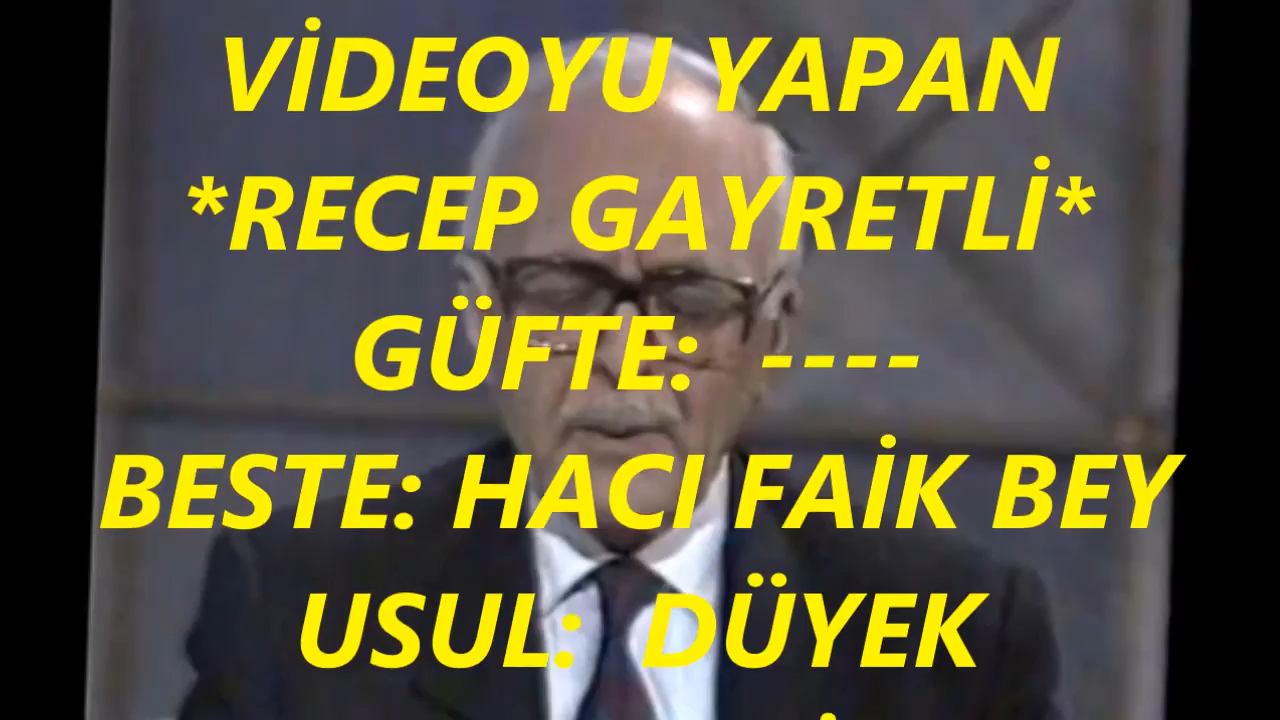 VİDEOYU YAPAN
*RECEP GAYRETLİ*
GÜFTE: ----
BESTE: HACI FAİK BEY
USUL: DÜYEK